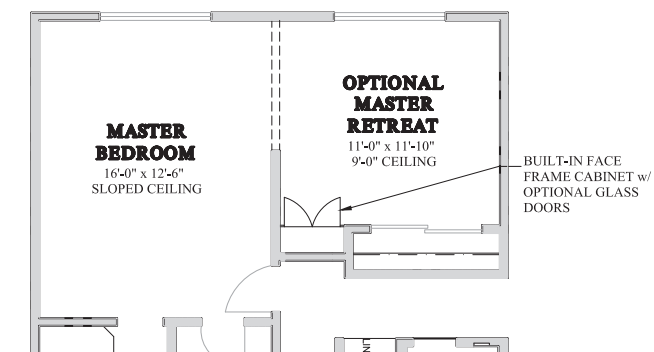 MASTER
BEDROOM
16'-0" x 12'-6"
SLOPED CEILING
OPTIONAL
MASTER
RETREAT
11'-0" x 11'-10"
9'-0" CEILING
BUILT-IN FACE
FRAME CABINET w/
OPTIONAL GLASS
DOORS